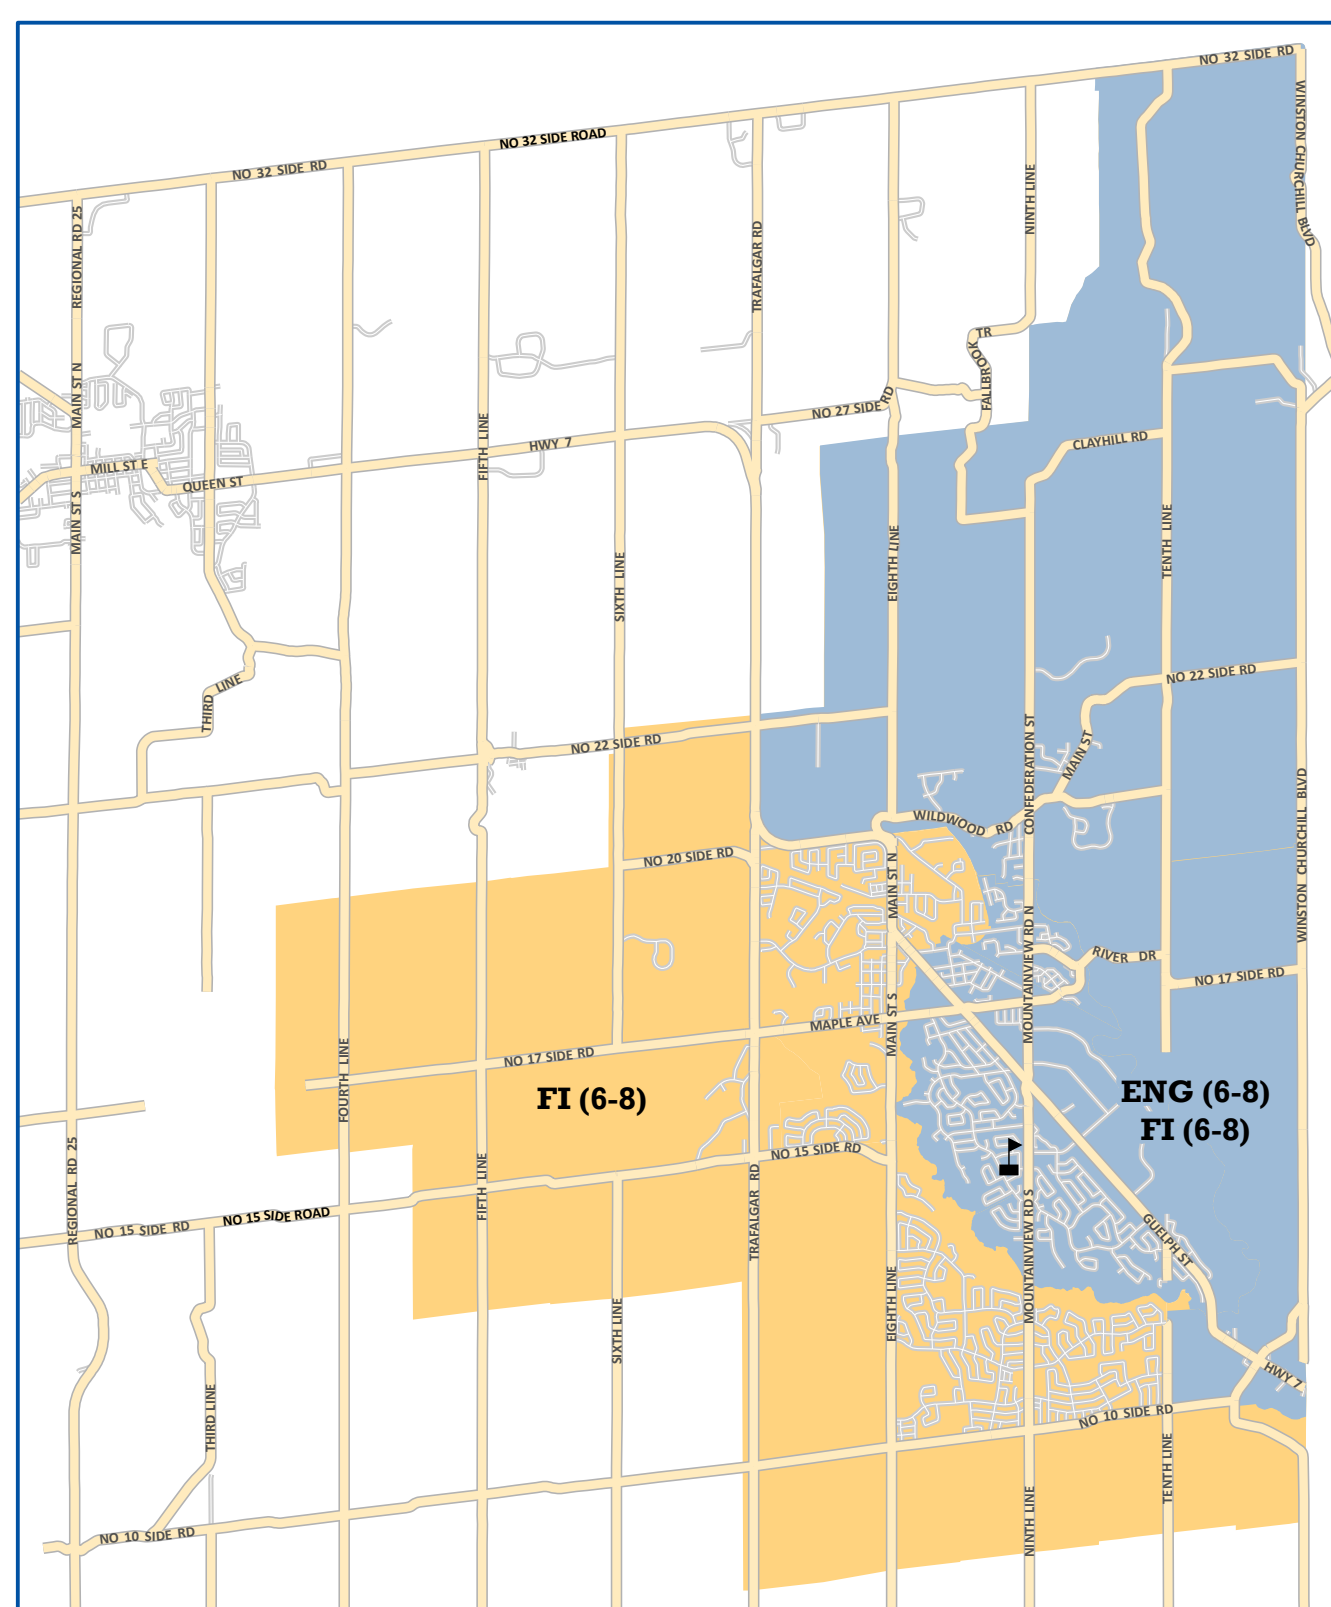 NO 32 SIDE RD
NO 32 SIDE ROAD
NO 32 SIDE RD
WINSTON CHURCHILL BLVD
REGIONAL RD 25
TRAFALGAR RD
NINTH LINE
FALLBROOK TR
MAIN ST N
NO 27 SIDE RD
FIFTH LINE
HWY 7
CLAYHILL RD
MILL ST E
QUEEN ST
MAIN ST S
SIXTH LINE
EIGHTH LINE
TENTH LINE
THIRD LINE
NO 22 SIDE RD
NO 22 SIDE RD
CONFEDERATION ST
MAIN ST
WILDWOOD RD
WINSTON CHURCHILL BLVD
NO 20 SIDE RD
MAIN ST N
MOUNTAINVIEW RD N
RIVER DR
NO 17 SIDE RD
MAPLE AVE
MAIN ST S
NO 17 SIDE RD
FOURTH LINE
FI (6-8)
ENG (6-8)
FI (6-8)
NO 15 SIDE RD
REGIONAL RD 25
FIFTH LINE
TRAFALGAR RD
MOUNTAINVIEW RD S
GUELPH ST
NO 15 SIDE RD
NO 15 SIDE ROAD
SIXTH LINE
EIGHTH LINE
HWY 7
THIRD LINE
NO 10 SIDE RD
TENTH LINE
NINTH LINE
NO 10 SIDE RD